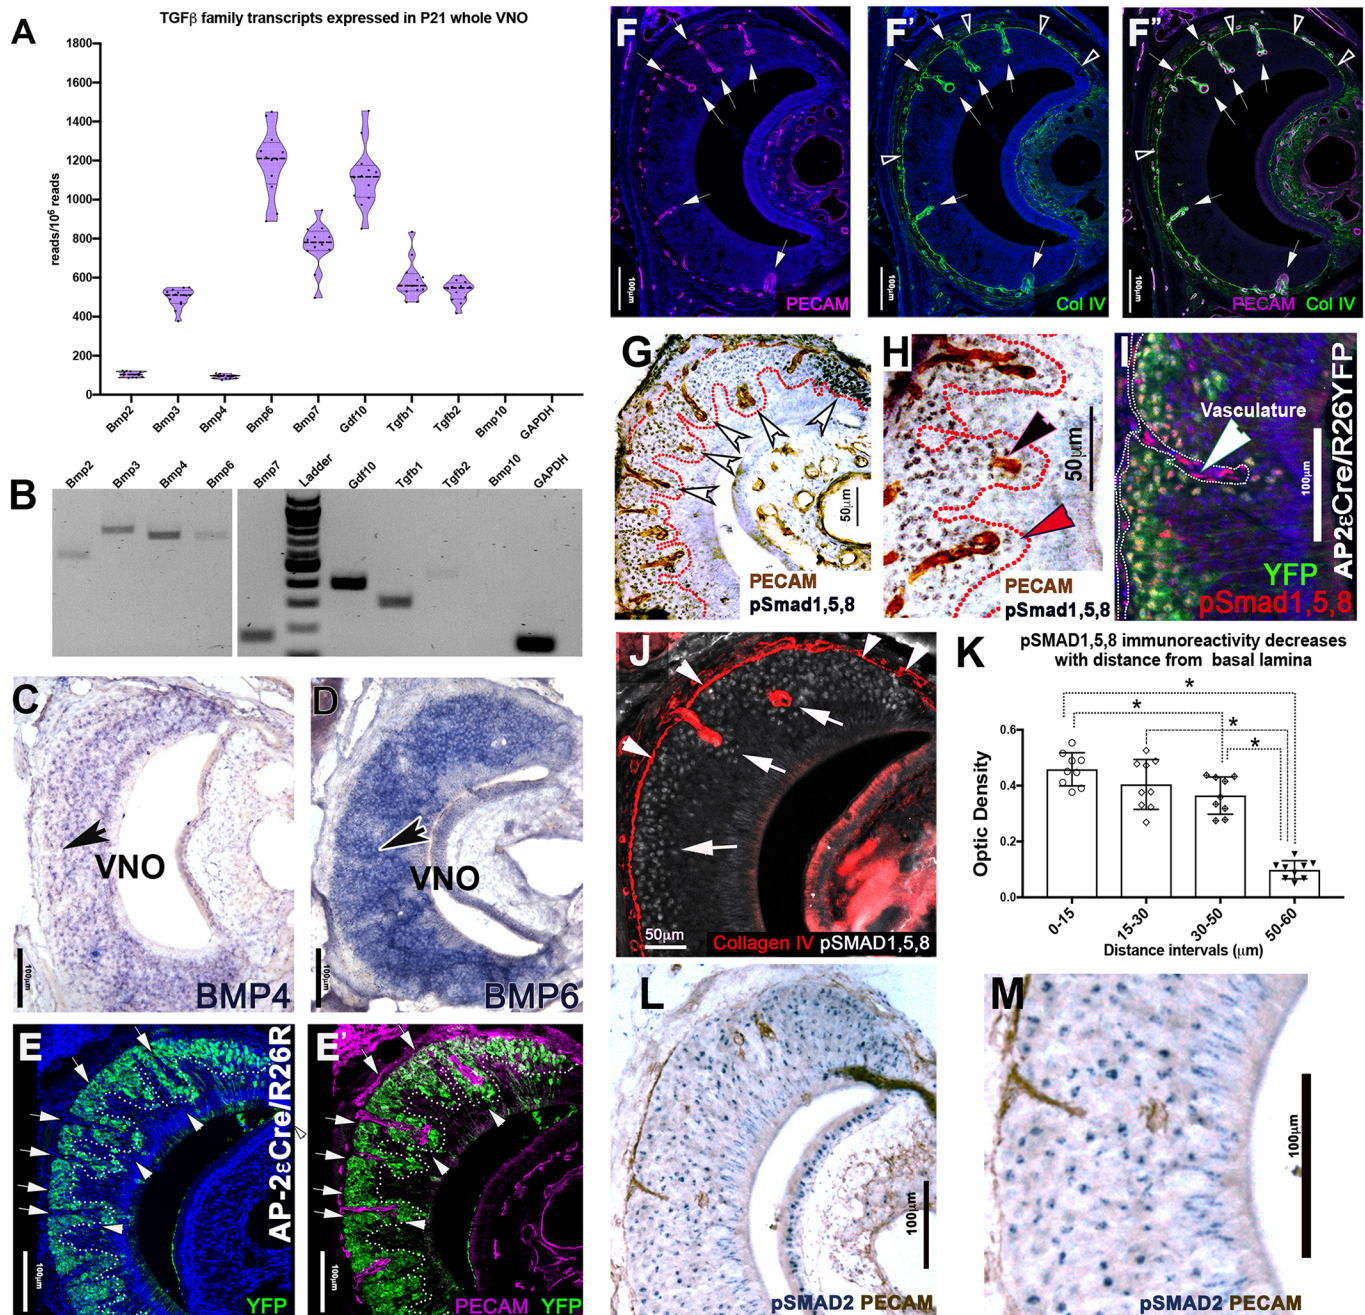 A
TGFβ family transcripts expressed in P21 whole VNO
reads/10⁶ reads
1800
1600
1400
1200
1000
800
600
400
200
0
Bmp2
Bmp3
Bmp4
Bmp6
Bmp7
Gdf10
Tgfb1
Tgfb2
Bmp10
GAPDH
B
Bmp2
Bmp3
Bmp4
Bmp6
Bmp7
Ladder
Gdf10
Tgfb1
Tgfb2
Bmp10
GAPDH
C
VNO
100μm
BMP4
D
VNO
100μm
BMP6
E
AP-2εCre/R26R
100μm
YFP
E'
100μm
PECAM YFP
F
100μm
PECAM
F'
100μm
Col IV
F"
100μm
PECAM Col IV
G
50μm
PECAM
pSmad1,5,8
H
50μm
PECAM
pSmad1,5,8
I
Vasculature
100μm
AP2εCre/R26YFP
YFP
pSmad1,5,8
J
50μm
Collagen IV pSMAD1,5,8
K
pSMAD1,5,8 immunoreactivity decreases
with distance from basal lamina
* * * *
Optic Density
0.6
0.4
0.2
0.0
0-15
15-30
30-50
50-60
Distance intervals (μm)
L
100μm
pSMAD2 PECAM
M
100μm
pSMAD2 PECAM